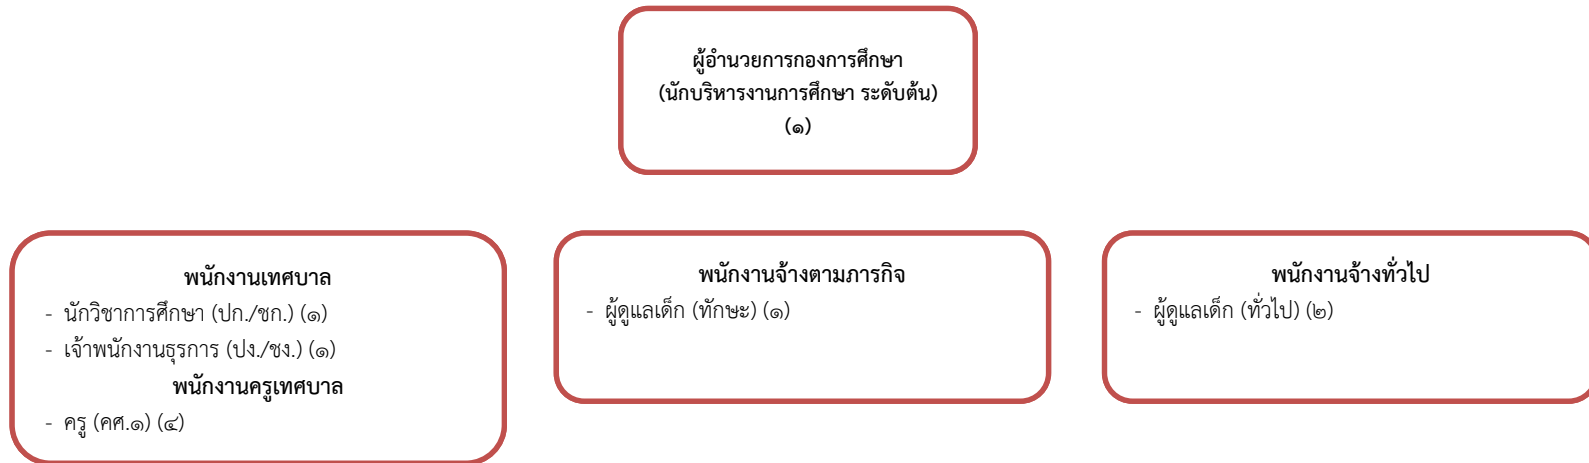 ผู้อำนวยการกองการศึกษา
(นักบริหารงานการศึกษา ระดับต้น)
(๑)
พนักงานเทศบาล
- นักวิชาการศึกษา (ปก./ชก.) (๑)
- เจ้าพนักงานธุรการ (ปง./ชง.) (๑)
พนักงานครูเทศบาล
- ครู (คศ.๑) (๔)
พนักงานจ้างตามภารกิจ
- ผู้ดูแลเด็ก (ทักษะ) (๑)
พนักงานจ้างทั่วไป
- ผู้ดูแลเด็ก (ทั่วไป) (๒)